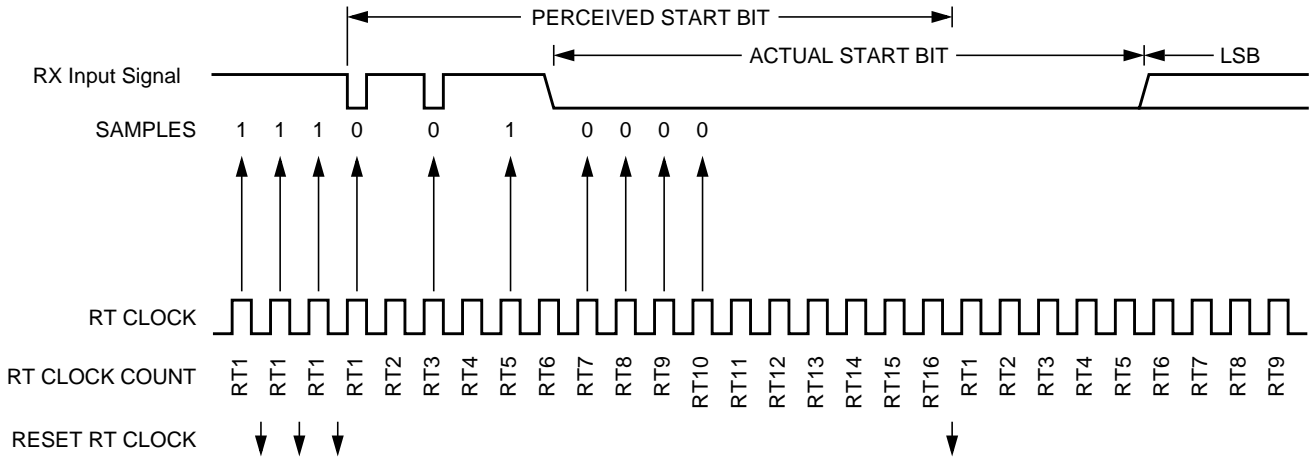 PERCEIVED START BIT
ACTUAL START BIT
LSB
RX Input Signal
SAMPLES 1 1 1 0 0 1 0 0 0 0
RT CLOCK
RT CLOCK COUNT RT1 RT1 RT1 RT1 RT2 RT3 RT4 RT5 RT6 RT7 RT8 RT9 RT10 RT11 RT12 RT13 RT14 RT15 RT16 RT1 RT2 RT3 RT4 RT5 RT6 RT7 RT8 RT9
RESET RT CLOCK